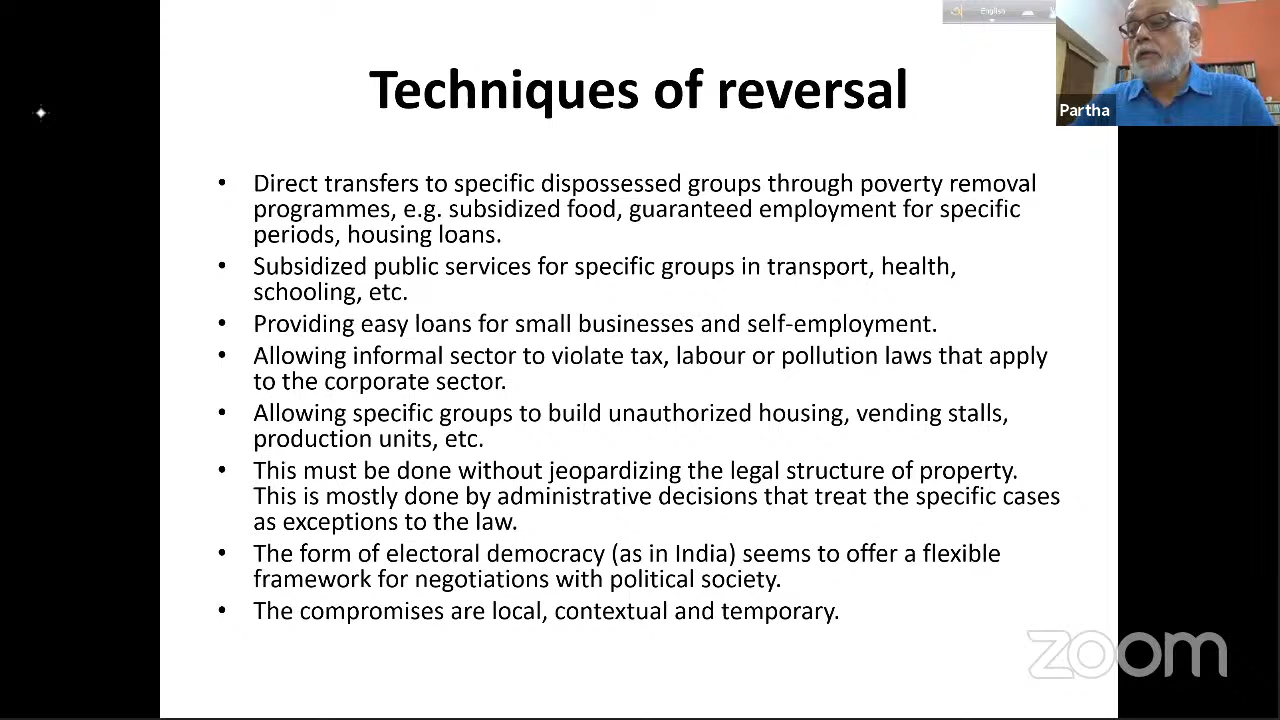 English
Techniques of reversal
Partha
• Direct transfers to specific dispossessed groups through poverty removal
programmes, e.g. subsidized food, guaranteed employment for specific
periods, housing loans.
• Subsidized public services for specific groups in transport, health,
schooling, etc.
• Providing easy loans for small businesses and self-employment.
• Allowing informal sector to violate tax, labour or pollution laws that apply
to the corporate sector.
• Allowing specific groups to build unauthorized housing, vending stalls,
production units, etc.
• This must be done without jeopardizing the legal structure of property.
This is mostly done by administrative decisions that treat the specific cases
as exceptions to the law.
• The form of electoral democracy (as in India) seems to offer a flexible
framework for negotiations with political society.
• The compromises are local, contextual and temporary.
zoom